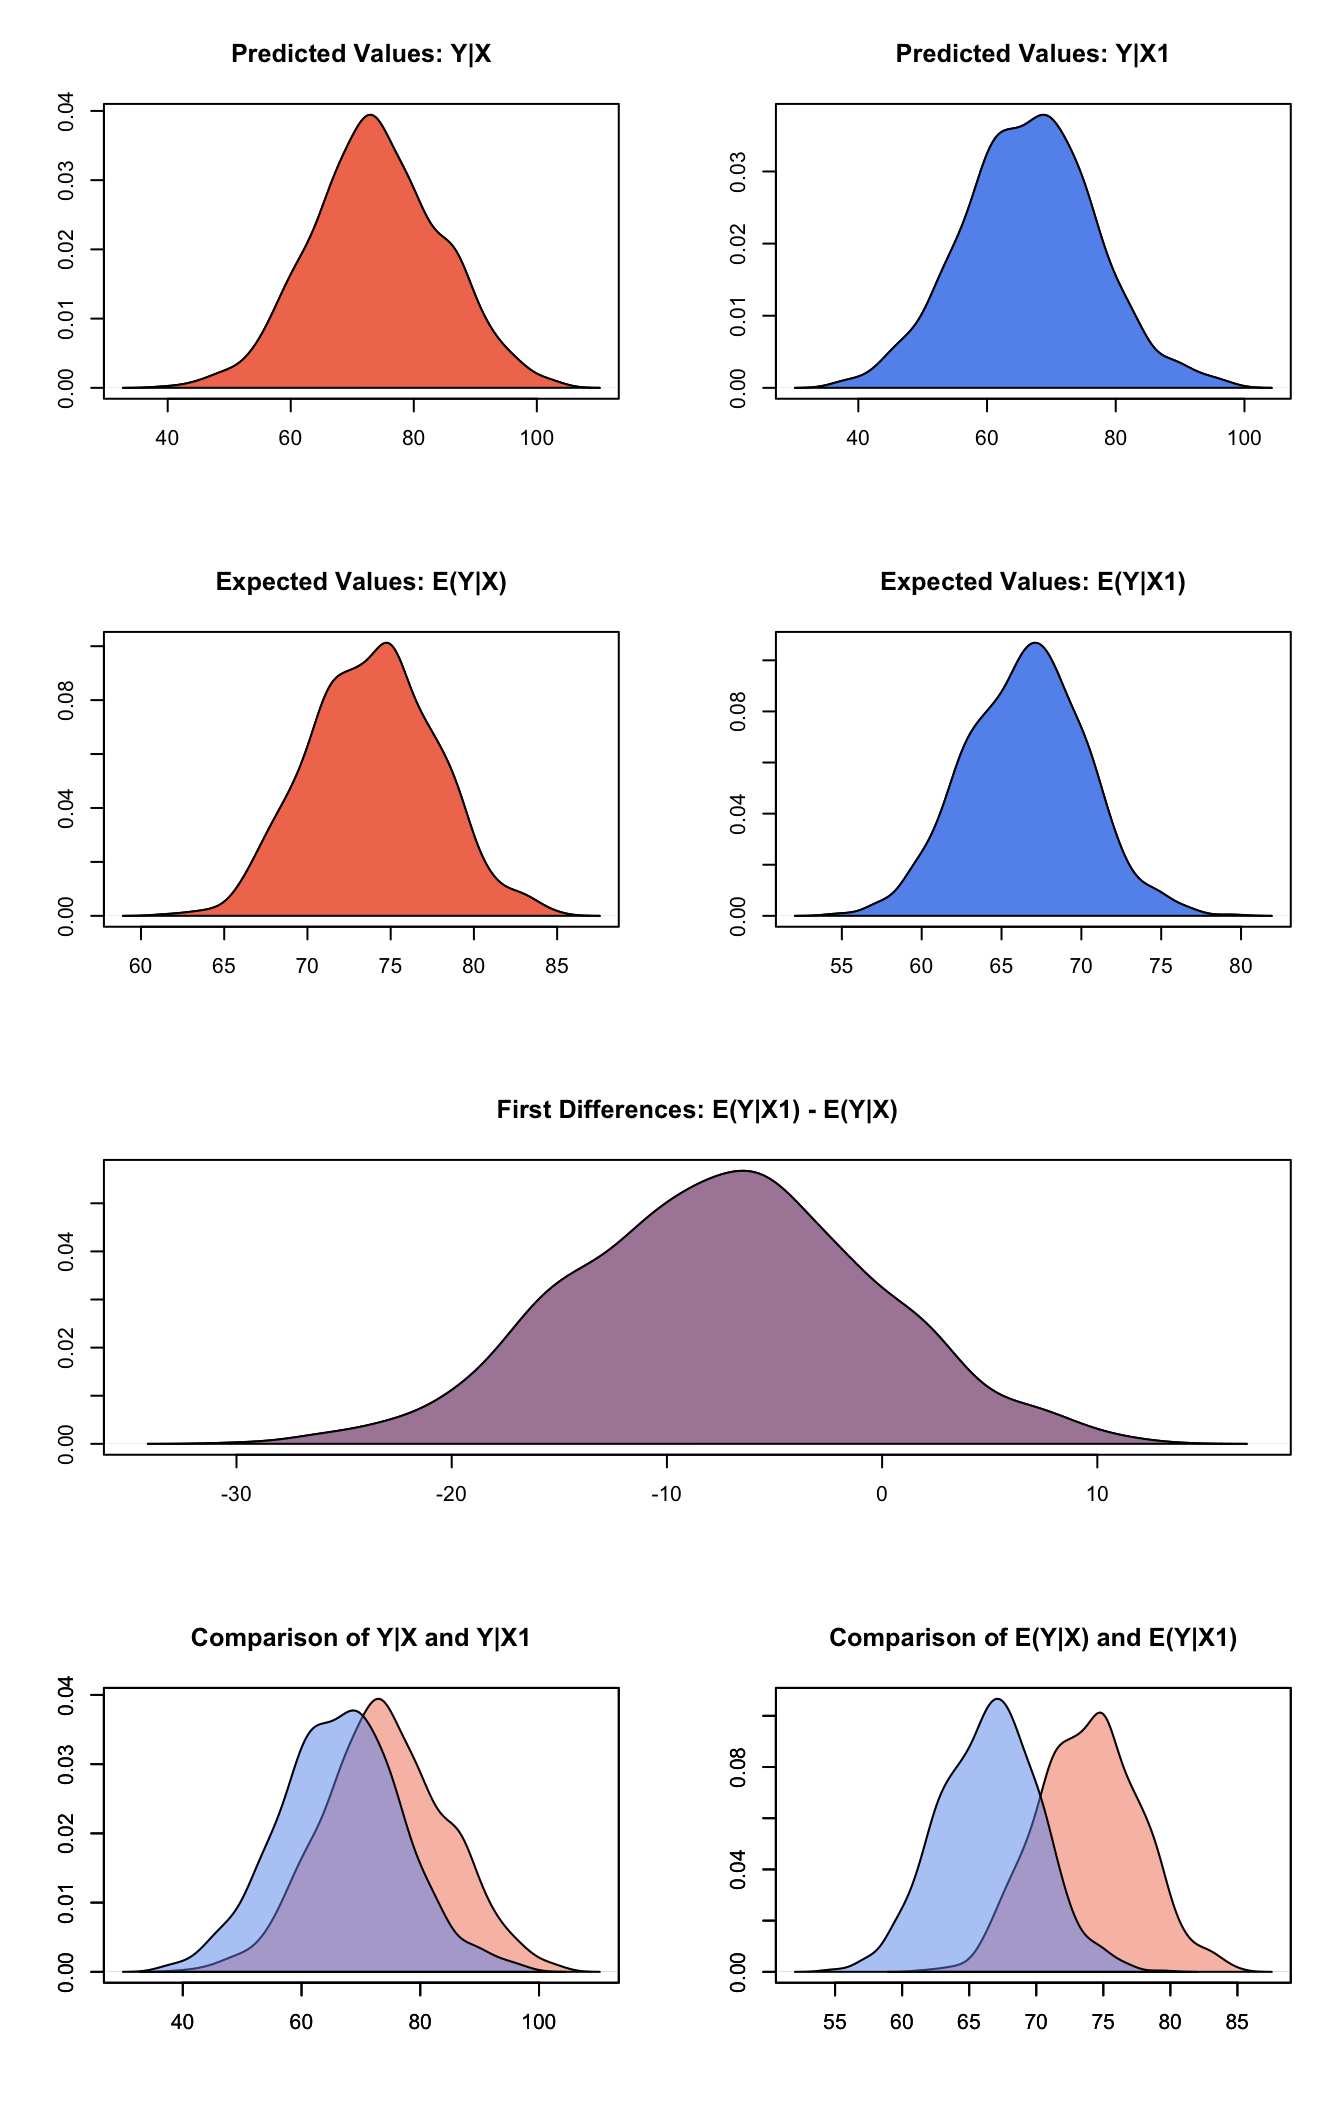 Predicted Values: Y|X
0.00 0.01 0.02 0.03 0.04
40 60 80 100
Predicted Values: Y|X1
0.00 0.01 0.02 0.03
40 60 80 100
Expected Values: E(Y|X)
0.00 0.04 0.08
60 65 70 75 80 85
Expected Values: E(Y|X1)
0.00 0.04 0.08
55 60 65 70 75 80
First Differences: E(Y|X1) - E(Y|X)
0.00 0.02 0.04
-30 -20 -10 0 10
Comparison of Y|X and Y|X1
0.00 0.01 0.02 0.03 0.04
40 60 80 100
Comparison of E(Y|X) and E(Y|X1)
0.00 0.04 0.08
55 60 65 70 75 80 85